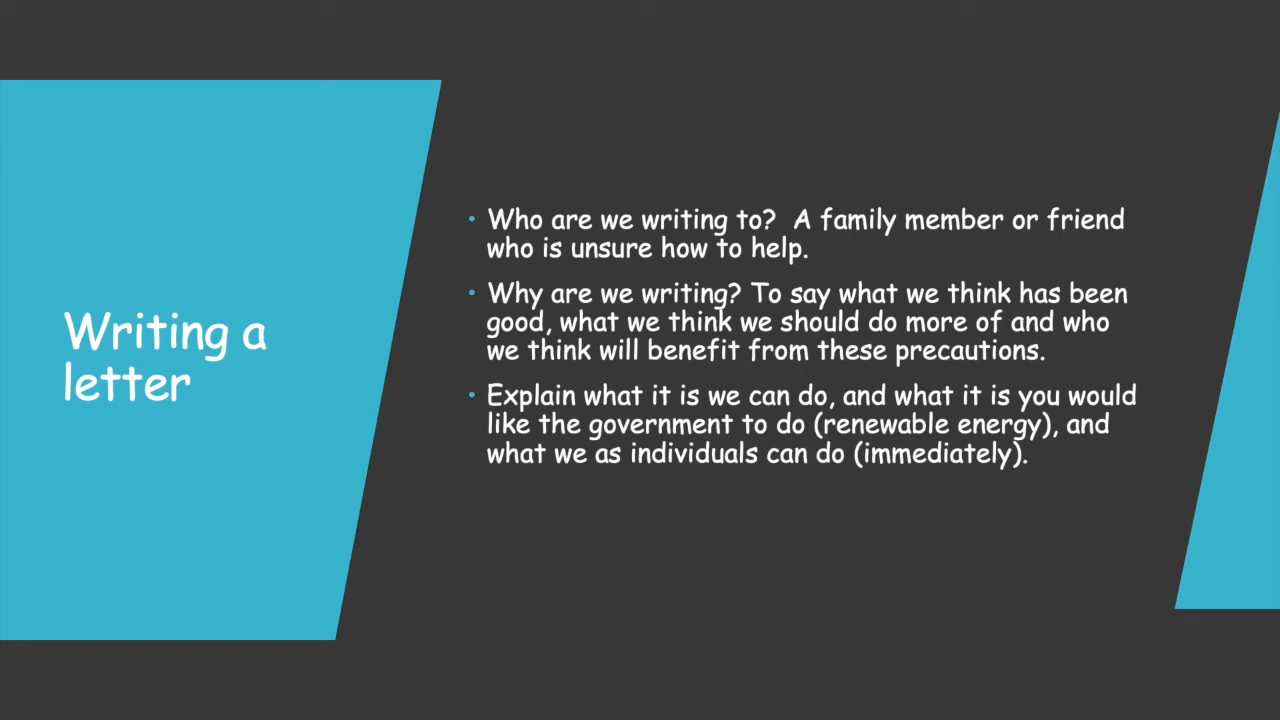 Writing a
letter
• Who are we writing to?  A family member or friend
who is unsure how to help.
• Why are we writing? To say what we think has been
good, what we think we should do more of and who
we think will benefit from these precautions.
• Explain what it is we can do, and what it is you would
like the government to do (renewable energy), and
what we as individuals can do (immediately).